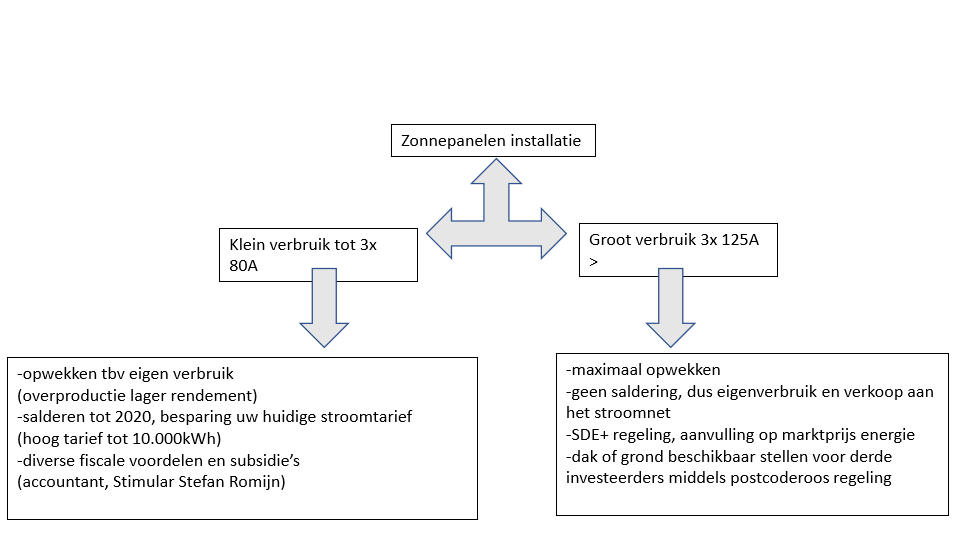 Zonnepanelen installatie
Klein verbruik tot 3x
80A
Groot verbruik 3x 125A
>
-opwekken tbv eigen verbruik
(overproductie lager rendement)
-salderen tot 2020, besparing uw huidige stroomtarief
(hoog tarief tot 10.000kWh)
-diverse fiscale voordelen en subsidie's
(accountant, Stimular Stefan Romijn)
-maximaal opwekken
-geen saldering, dus eigenverbruik en verkoop aan
het stroomnet
-SDE+ regeling, aanvulling op marktprijs energie
-dak of grond beschikbaar stellen voor derde
investeerders middels postcoderoos regeling